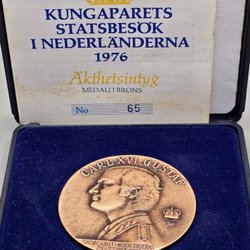 KUNGAPARETS
STATSBESÖK
I NEDERLÄNDERNA
1976
Äkthetsintyg
MEDALJ I BRONS
No 65
CARL XVI GUSTAF